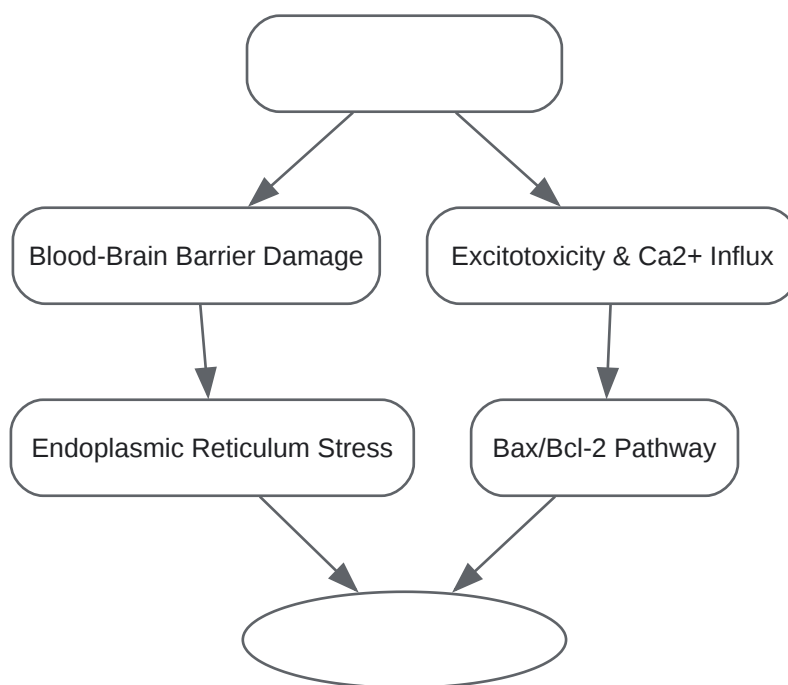 Blood-Brain Barrier Damage
Excitotoxicity & Ca2+ Influx
Endoplasmic Reticulum Stress
Bax/Bcl-2 Pathway